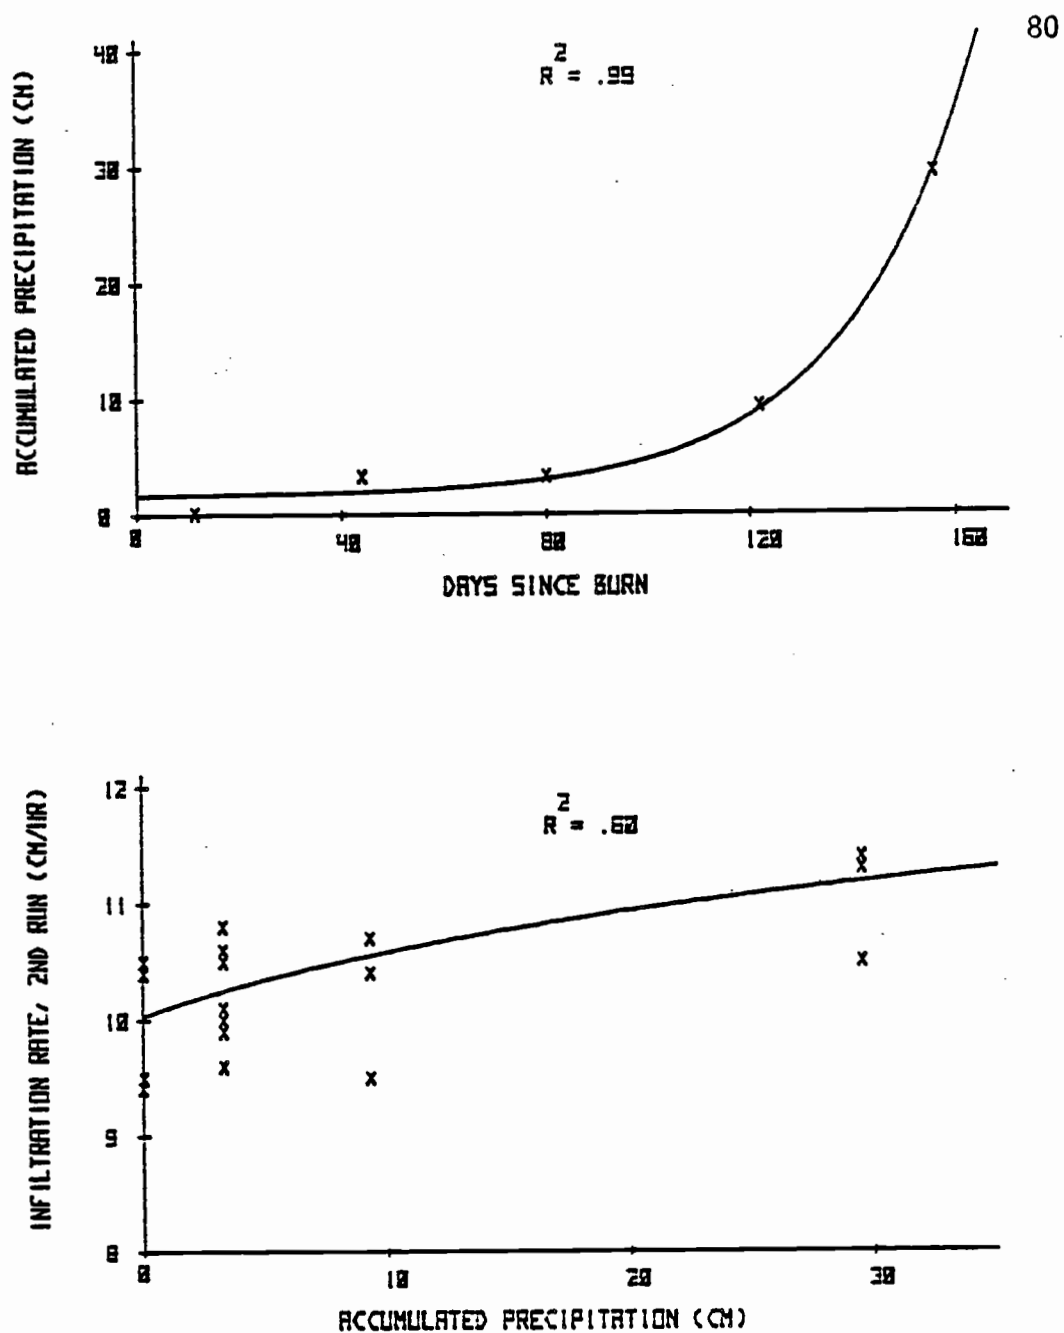 80
R² = .99
ACCUMULATED PRECIPITATION (CM)
40
30
20
10
0
0 40 80 120 160
DAYS SINCE BURN
R² = .60
INFILTRATION RATE, 2ND RUN (CM/HR)
12
11
10
9
8
0 10 20 30
ACCUMULATED PRECIPITATION (CM)